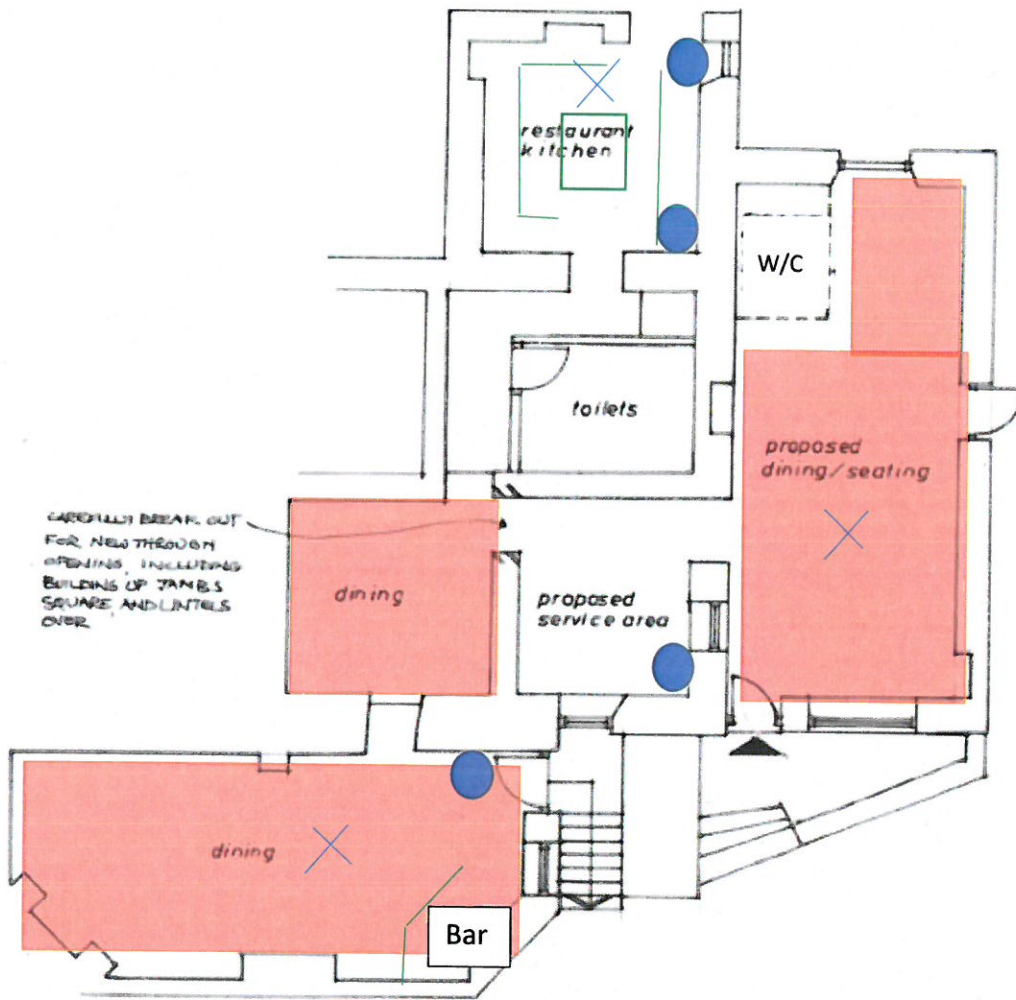 restaurant
kitchen
W/C
toilets
proposed
dining/seating
CAREFULLY BREAK OUT
FOR NEW THROUGH
OPENING, INCLUDING
BUILDING UP JAMBS
SQUARE, AND LINTELS
OVER
dining
proposed
service area
dining
Bar